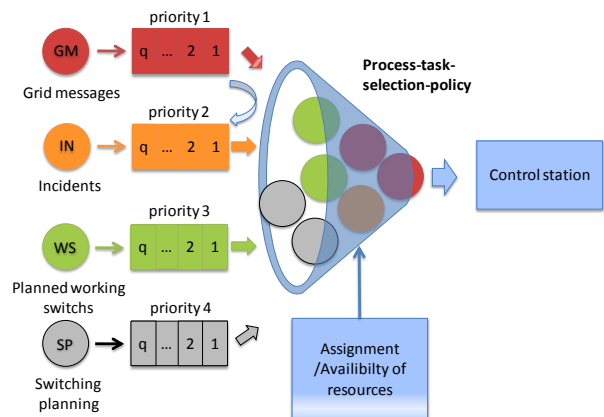 priority 1
GM
q ... 2 1
Grid messages
Process-task-
selection-policy
priority 2
IN
q ... 2 1
Incidents
Control station
priority 3
WS
q ... 2 1
Planned working
switchs
priority 4
SP
q ... 2 1
Switching
planning
Assignment
/Availibilty of
resources